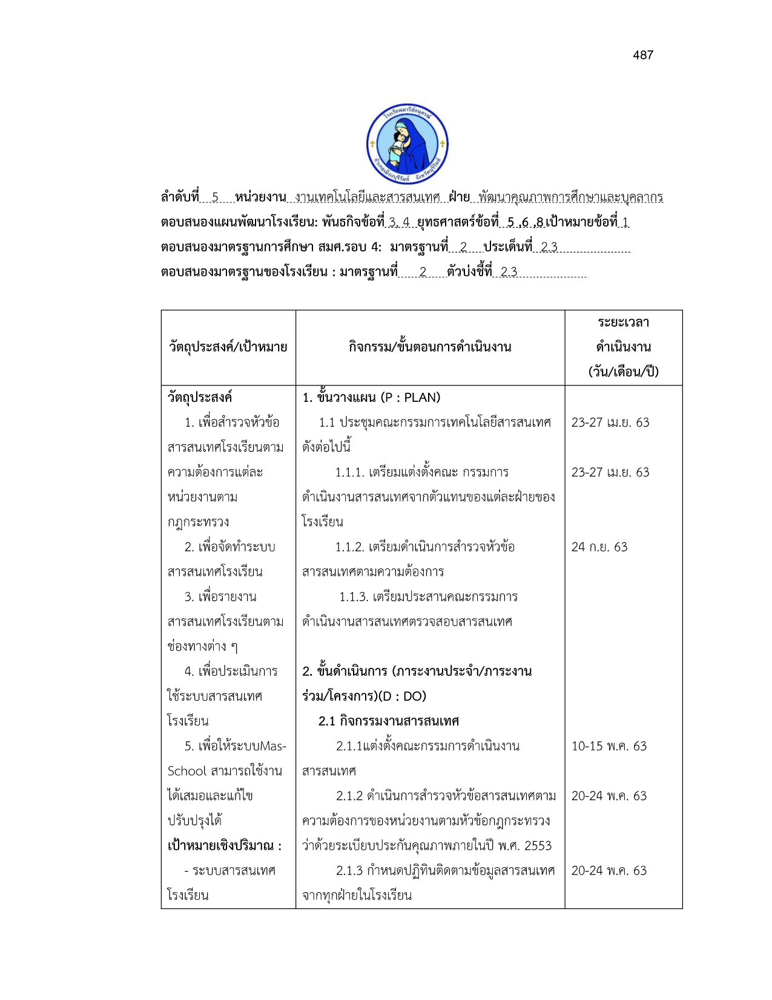 487
โรงเรียนมารีย์อนุสรณ์
อำเภอเมืองบุรีรัมย์ จังหวัดบุรีรัมย์
ลำดับที่ 5 หน่วยงาน งานเทคโนโลยีและสารสนเทศ ฝ่าย พัฒนาคุณภาพการศึกษาและบุคลากร
ตอบสนองแผนพัฒนาโรงเรียน: พันธกิจข้อที่ 3, 4 ยุทธศาสตร์ข้อที่ 5 ,6 ,8 เป้าหมายข้อที่ 1
ตอบสนองมาตรฐานการศึกษา สมศ.รอบ 4: มาตรฐานที่ 2 ประเด็นที่ 2.3
ตอบสนองมาตรฐานของโรงเรียน : มาตรฐานที่ 2 ตัวบ่งชี้ที่ 2.3
วัตถุประสงค์/เป้าหมาย
กิจกรรม/ขั้นตอนการดำเนินงาน
ระยะเวลา
ดำเนินงาน
(วัน/เดือน/ปี)
วัตถุประสงค์
1. เพื่อสำรวจหัวข้อ
สารสนเทศโรงเรียนตาม
ความต้องการแต่ละ
หน่วยงานตาม
กฎกระทรวง
2. เพื่อจัดทำระบบ
สารสนเทศโรงเรียน
3. เพื่อรายงาน
สารสนเทศโรงเรียนตาม
ช่องทางต่าง ๆ
4. เพื่อประเมินการ
ใช้ระบบสารสนเทศ
โรงเรียน
5. เพื่อให้ระบบMas-
School สามารถใช้งาน
ได้เสมอและแก้ไข
ปรับปรุงได้
เป้าหมายเชิงปริมาณ :
- ระบบสารสนเทศ
โรงเรียน
1. ขั้นวางแผน (P : PLAN)
1.1 ประชุมคณะกรรมการเทคโนโลยีสารสนเทศ
ดังต่อไปนี้
1.1.1. เตรียมแต่งตั้งคณะ กรรมการ
ดำเนินงานสารสนเทศจากตัวแทนของแต่ละฝ่ายของ
โรงเรียน
1.1.2. เตรียมดำเนินการสำรวจหัวข้อ
สารสนเทศตามความต้องการ
1.1.3. เตรียมประสานคณะกรรมการ
ดำเนินงานสารสนเทศตรวจสอบสารสนเทศ
2. ขั้นดำเนินการ (ภาระงานประจำ/ภาระงาน
ร่วม/โครงการ)(D : DO)
2.1 กิจกรรมงานสารสนเทศ
2.1.1แต่งตั้งคณะกรรมการดำเนินงาน
สารสนเทศ
2.1.2 ดำเนินการสำรวจหัวข้อสารสนเทศตาม
ความต้องการของหน่วยงานตามหัวข้อกฎกระทรวง
ว่าด้วยระเบียบประกันคุณภาพภายในปี พ.ศ. 2553
2.1.3 กำหนดปฏิทินติดตามข้อมูลสารสนเทศ
จากทุกฝ่ายในโรงเรียน
23-27 เม.ย. 63
23-27 เม.ย. 63
24 ก.ย. 63
10-15 พ.ค. 63
20-24 พ.ค. 63
20-24 พ.ค. 63